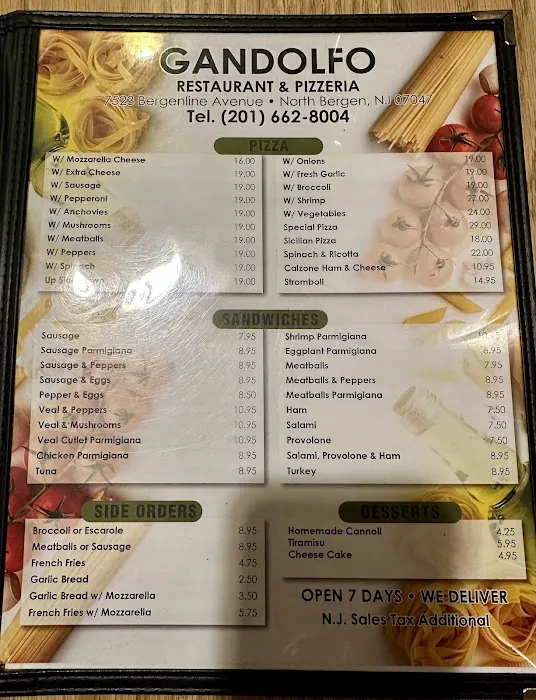 GANDOLFO
RESTAURANT & PIZZERIA
7523 Bergenline Avenue • North Bergen, NJ 07047
Tel. (201) 662-8004
PIZZA
W/ Mozzarella Cheese 16.00
W/ Extra Cheese 19.00
W/ Sausage 19.00
W/ Pepperoni 19.00
W/ Anchovies 19.00
W/ Mushrooms 19.00
W/ Meatballs 19.00
W/ Peppers 19.00
W/ Spinach 19.00
Up 19.00
W/ Onions 19.00
W/ Fresh Garlic 19.00
W/ Broccoli 19.00
W/ Shrimp 27.00
W/ Vegetables 24.00
Special Pizza 29.00
Sicilian Pizza 18.00
Spinach & Ricotta 22.00
Calzone Ham & Cheese 10.95
Stromboli 14.95
SANDWICHES
Sausage 7.95
Sausage Parmigiana 8.95
Sausage & Peppers 8.95
Sausage & Eggs 8.95
Pepper & Eggs 8.50
Veal & Peppers 10.95
Veal & Mushrooms 10.95
Veal Cutlet Parmigiana 10.95
Chicken Parmigiana 8.95
Tuna 8.95
Shrimp Parmigiana
Eggplant Parmigiana 8.95
Meatballs 7.95
Meatballs & Peppers 8.95
Meatballs Parmigiana 8.95
Ham 7.50
Salami 7.50
Provolone 7.50
Salami, Provolone & Ham 8.95
Turkey 8.95
SIDE ORDERS
Broccoli or Escarole 8.95
Meatballs or Sausage 8.95
French Fries 4.75
Garlic Bread 2.50
Garlic Bread w/ Mozzarella 3.50
French Fries w/ Mozzarella 5.75
DESSERTS
Homemade Cannoli 4.25
Tiramisu 5.95
Cheese Cake 4.95
OPEN 7 DAYS • WE DELIVER
N.J. Sales Tax Additional